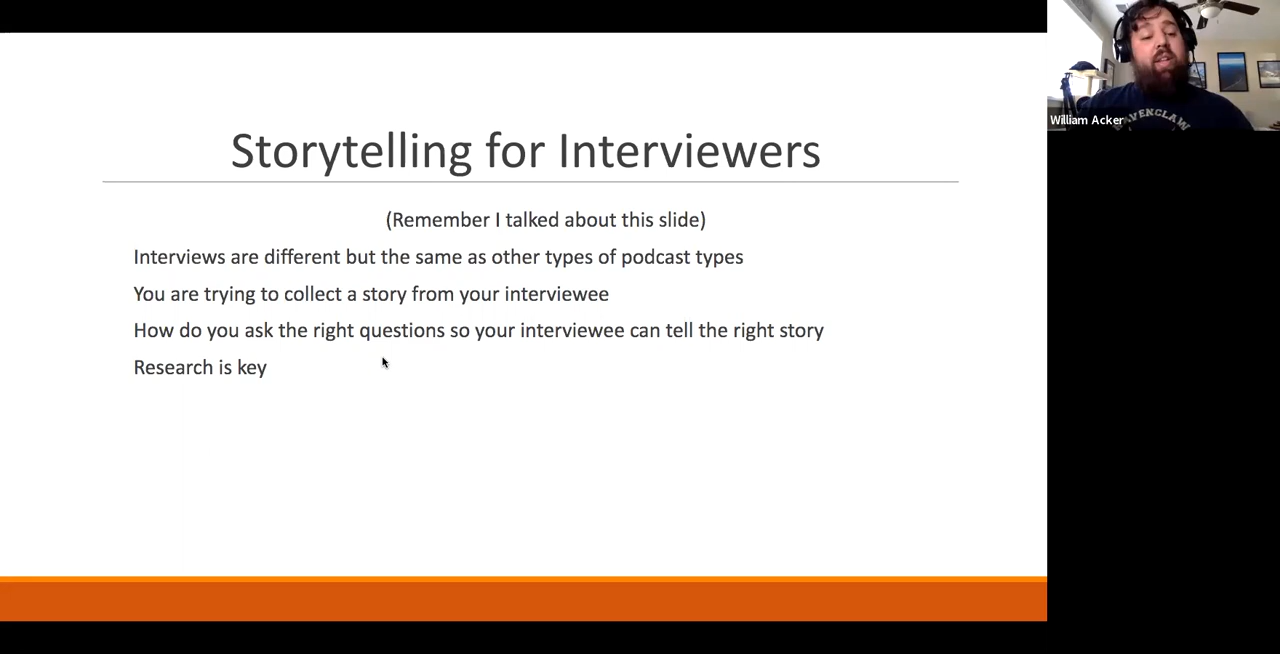 Storytelling for Interviewers
(Remember I talked about this slide)
Interviews are different but the same as other types of podcast types
You are trying to collect a story from your interviewee
How do you ask the right questions so your interviewee can tell the right story
Research is key
William Acker
RAVENCLAW